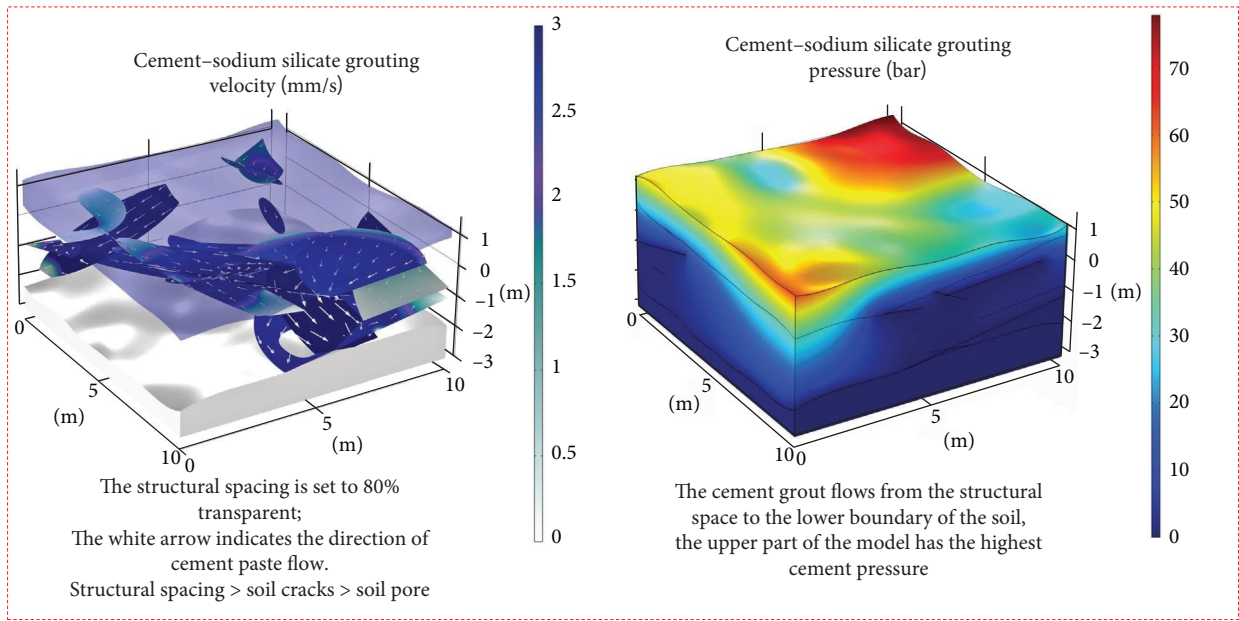 Cement–sodium silicate grouting
velocity (mm/s)
3
2.5
2
1.5
1
0.5
0
1
0
–1
(m)
–2
–3
0
5
10
(m)
0
5
10
(m)
The structural spacing is set to 80%
transparent;
The white arrow indicates the direction of
cement paste flow.
Structural spacing > soil cracks > soil pore
Cement–sodium silicate grouting
pressure (bar)
70
60
50
40
30
20
10
0
1
0
–1
(m)
–2
–3
0
5
10
(m)
0
5
10
(m)
The cement grout flows from the structural
space to the lower boundary of the soil,
the upper part of the model has the highest
cement pressure